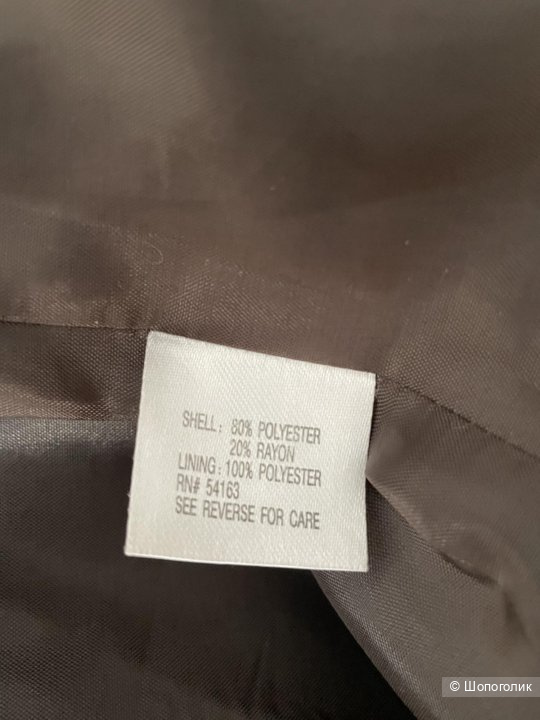 SHELL: 80% POLYESTER
20% RAYON
LINING: 100% POLYESTER
RN# 54163
SEE REVERSE FOR CARE
© Шопоголик